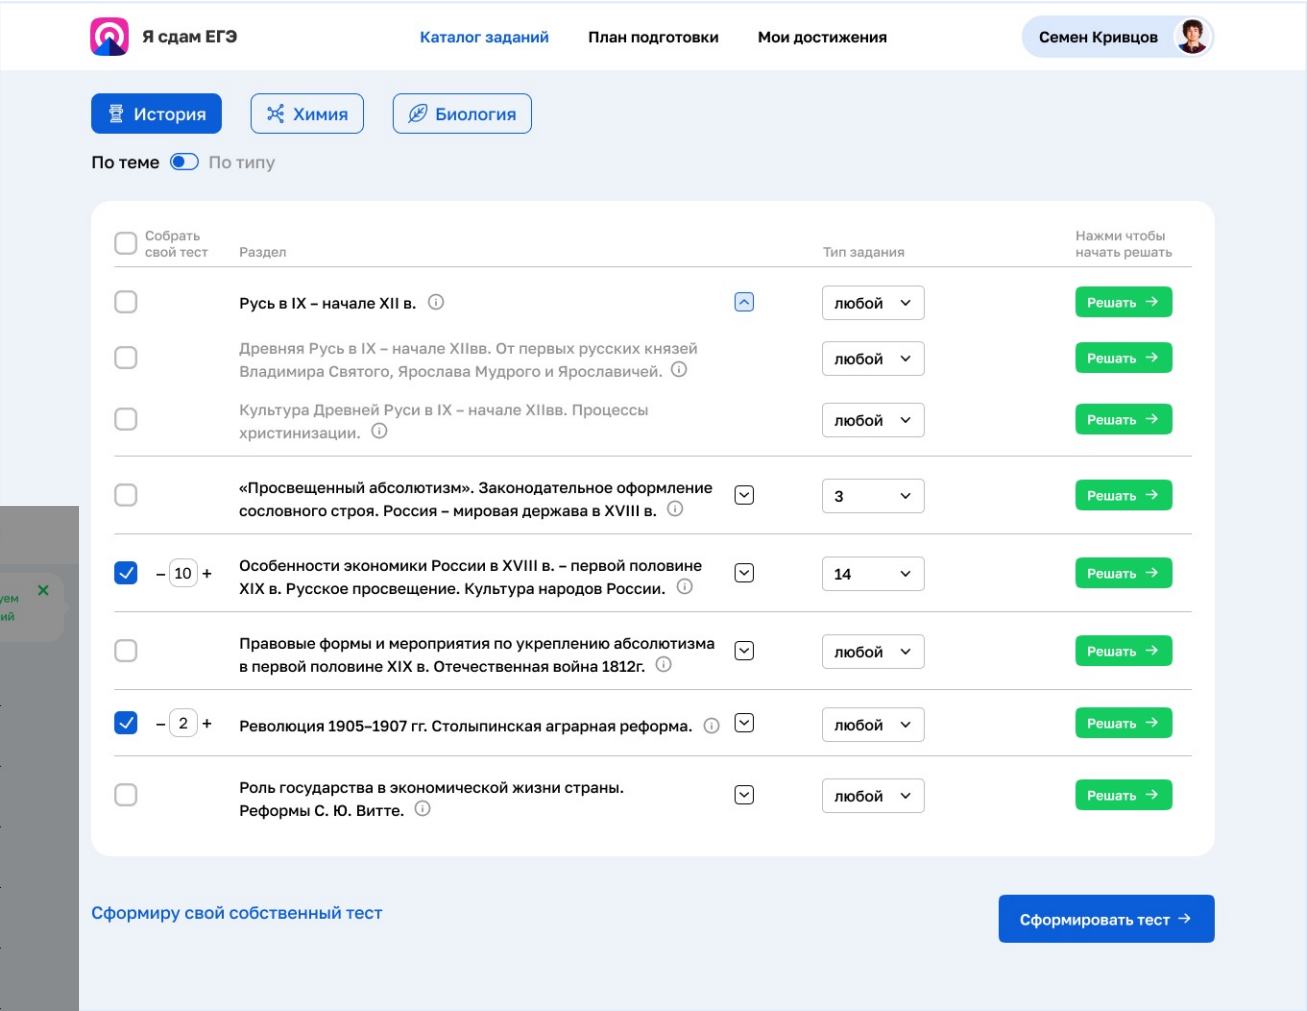 Я сдам ЕГЭ
Каталог заданий
План подготовки
Мои достижения
Семен Кривцов
История
Химия
Биология
По теме
По типу
Собрать
свой тест
Раздел
Тип задания
Нажми чтобы
начать решать
Русь в IX – начале XII в.
любой
Решать →
Древняя Русь в IX – начале XIIвв. От первых русских князей
Владимира Святого, Ярослава Мудрого и Ярославичей.
любой
Решать →
Культура Древней Руси в IX – начале XIIвв. Процессы
христинизации.
любой
Решать →
«Просвещенный абсолютизм». Законодательное оформление
сословного строя. Россия – мировая держава в XVIII в.
3
Решать →
– 10 +
Особенности экономики России в XVIII в. – первой половине
XIX в. Русское просвещение. Культура народов России.
14
Решать →
Правовые формы и мероприятия по укреплению абсолютизма
в первой половине XIX в. Отечественная война 1812г.
любой
Решать →
– 2 +
Революция 1905–1907 гг. Столыпинская аграрная реформа.
любой
Решать →
Роль государства в экономической жизни страны.
Реформы С. Ю. Витте.
любой
Решать →
Сформиру свой собственный тест
Сформировать тест →